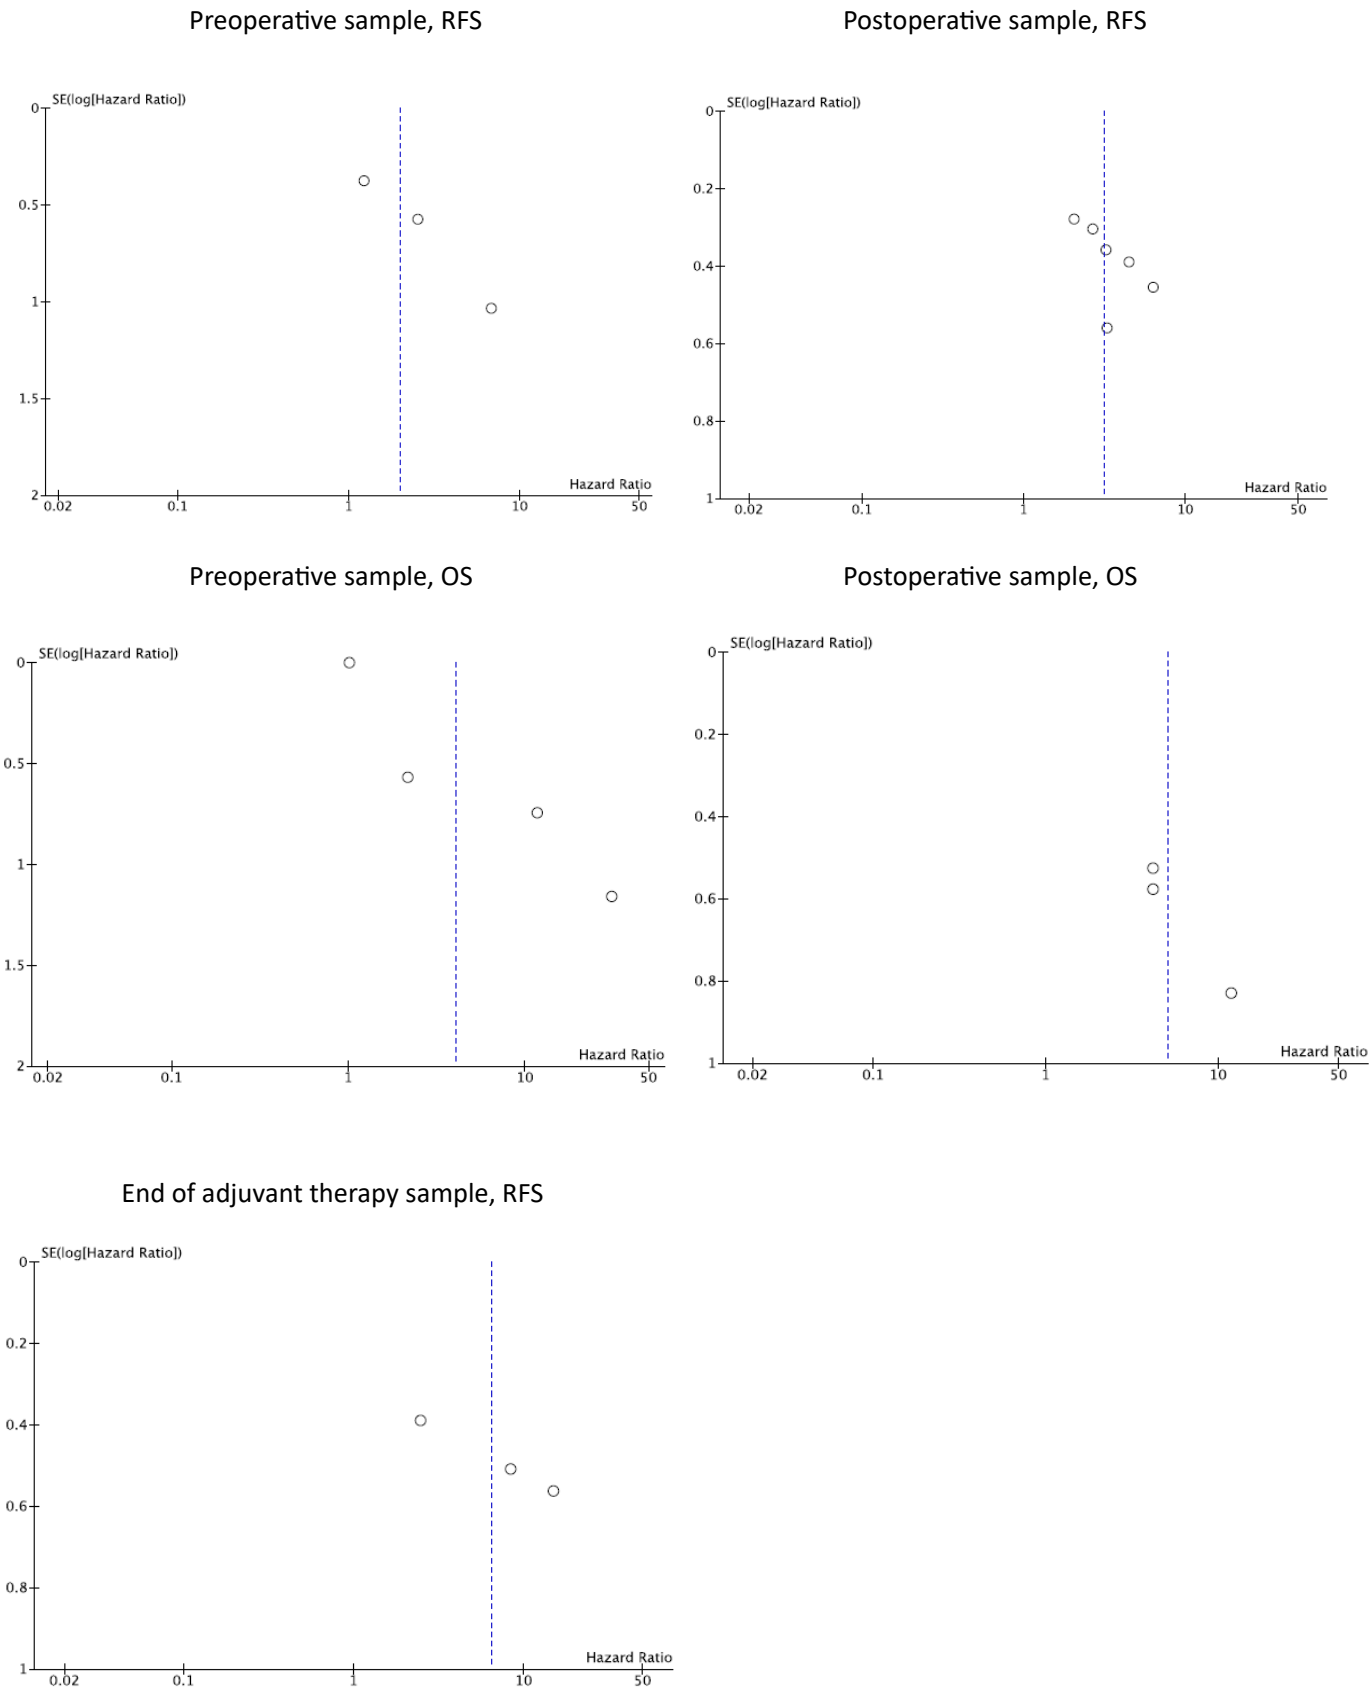 Preoperative sample, RFS
SE(log[Hazard Ratio])
0
0.5
1
1.5
2
Hazard Ratio
0.02 0.1 1 10 50
Postoperative sample, RFS
SE(log[Hazard Ratio])
0
0.2
0.4
0.6
0.8
1
Hazard Ratio
0.02 0.1 1 10 50
Preoperative sample, OS
SE(log[Hazard Ratio])
0
0.5
1
1.5
2
Hazard Ratio
0.02 0.1 1 10 50
Postoperative sample, OS
SE(log[Hazard Ratio])
0
0.2
0.4
0.6
0.8
1
Hazard Ratio
0.02 0.1 1 10 50
End of adjuvant therapy sample, RFS
SE(log[Hazard Ratio])
0
0.2
0.4
0.6
0.8
1
Hazard Ratio
0.02 0.1 1 10 50